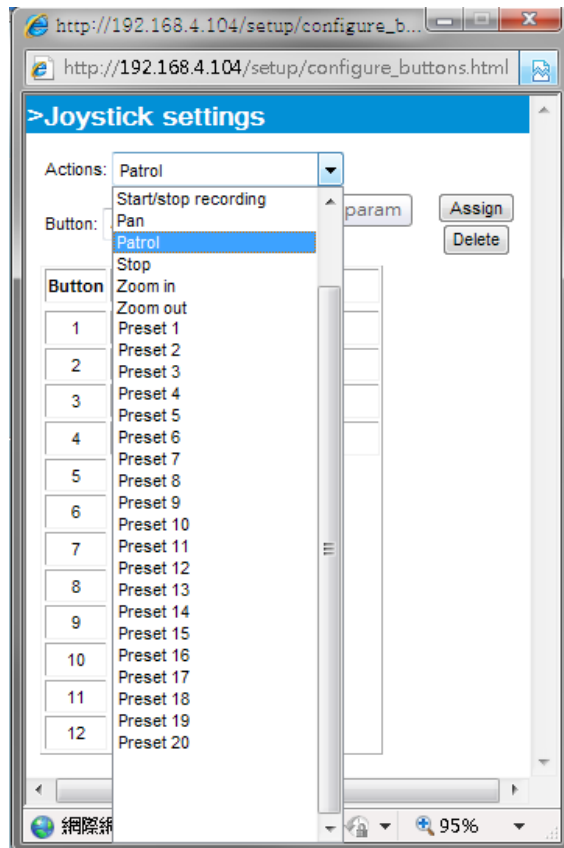 http://192.168.4.104/setup/configure_b...
http://192.168.4.104/setup/configure_buttons.html
>Joystick settings
Actions: Patrol
Start/stop recording
Button:
param
Assign
Pan
Patrol
Delete
Stop
Button
Zoom in
Zoom out
1
Preset 1
Preset 2
2
Preset 3
Preset 4
3
Preset 5
4
Preset 6
Preset 7
5
Preset 8
Preset 9
6
Preset 10
7
Preset 11
Preset 12
8
Preset 13
Preset 14
9
Preset 15
10
Preset 16
Preset 17
11
Preset 18
Preset 19
12
Preset 20
網際網
95%